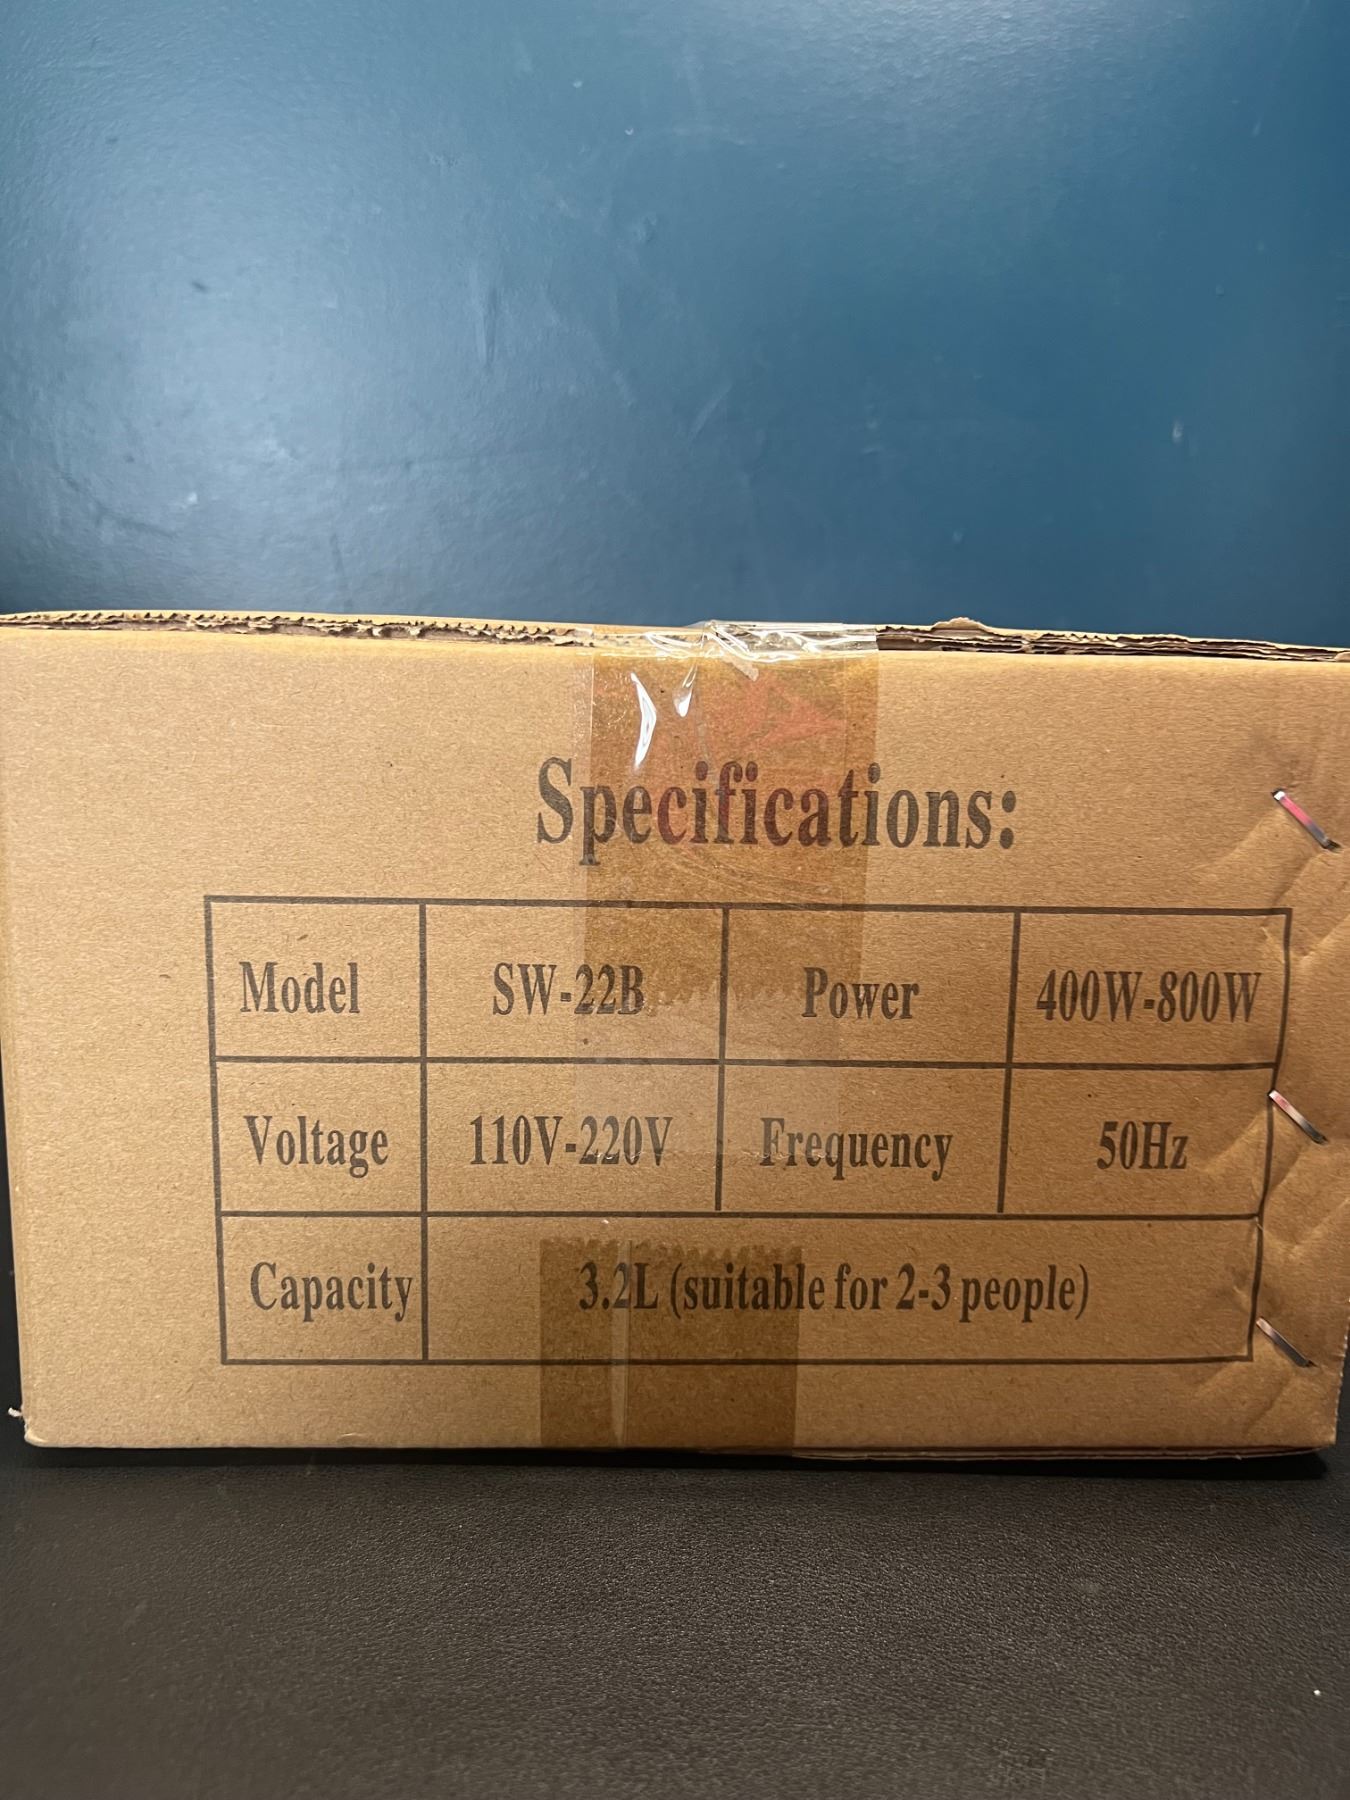 Specifications:
Model SW-22B Power 400W-800W
Voltage 110V-220V Frequency 50Hz
Capacity 3.2L (suitable for 2-3 people)